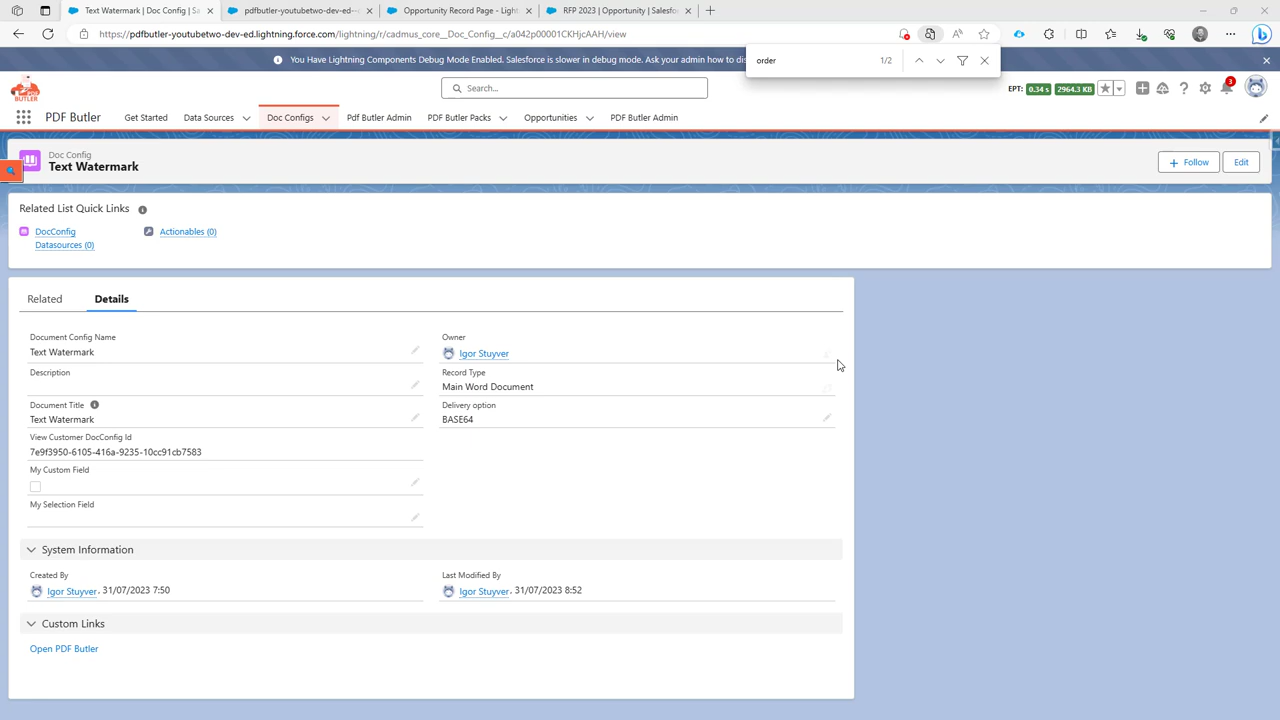 Text Watermark | Doc Config | Sa
pdfbutler-youtubetwo-dev-ed--
Opportunity Record Page - Light
RFP 2023 | Opportunity | Salesfo
https://pdfbutler-youtubetwo-dev-ed.lightning.force.com/lightning/r/cadmus_core__Doc_Config__c/a042p00001CKHjcAAH/view
order
1/2
You Have Lightning Components Debug Mode Enabled. Salesforce is slower in debug mode. Ask your admin how to dis
BUTLER
Search...
EPT: 0.34 s 2964.3 KB
3
PDF Butler
Get Started
Data Sources
Doc Configs
Pdf Butler Admin
PDF Butler Packs
Opportunities
PDF Butler Admin
Doc Config
Text Watermark
Follow
Edit
Related List Quick Links
DocConfig Datasources (0)
Actionables (0)
Related
Details
Document Config Name
Text Watermark
Owner
Igor Stuyver
Description
Record Type
Main Word Document
Document Title
Text Watermark
Delivery option
BASE64
View Customer DocConfig Id
7e9f3950-6105-416a-9235-10cc91cb7583
My Custom Field
My Selection Field
System Information
Created By
Igor Stuyver, 31/07/2023 7:50
Last Modified By
Igor Stuyver, 31/07/2023 8:52
Custom Links
Open PDF Butler